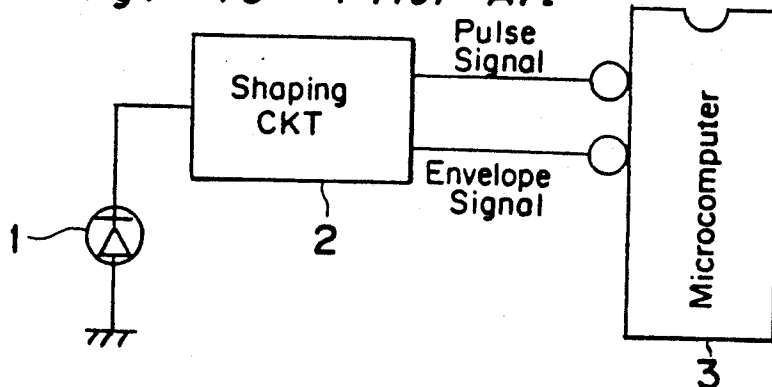 Pulse
Signal
Shaping
CKT
Envelope
Signal
Microcomputer
1
2
3